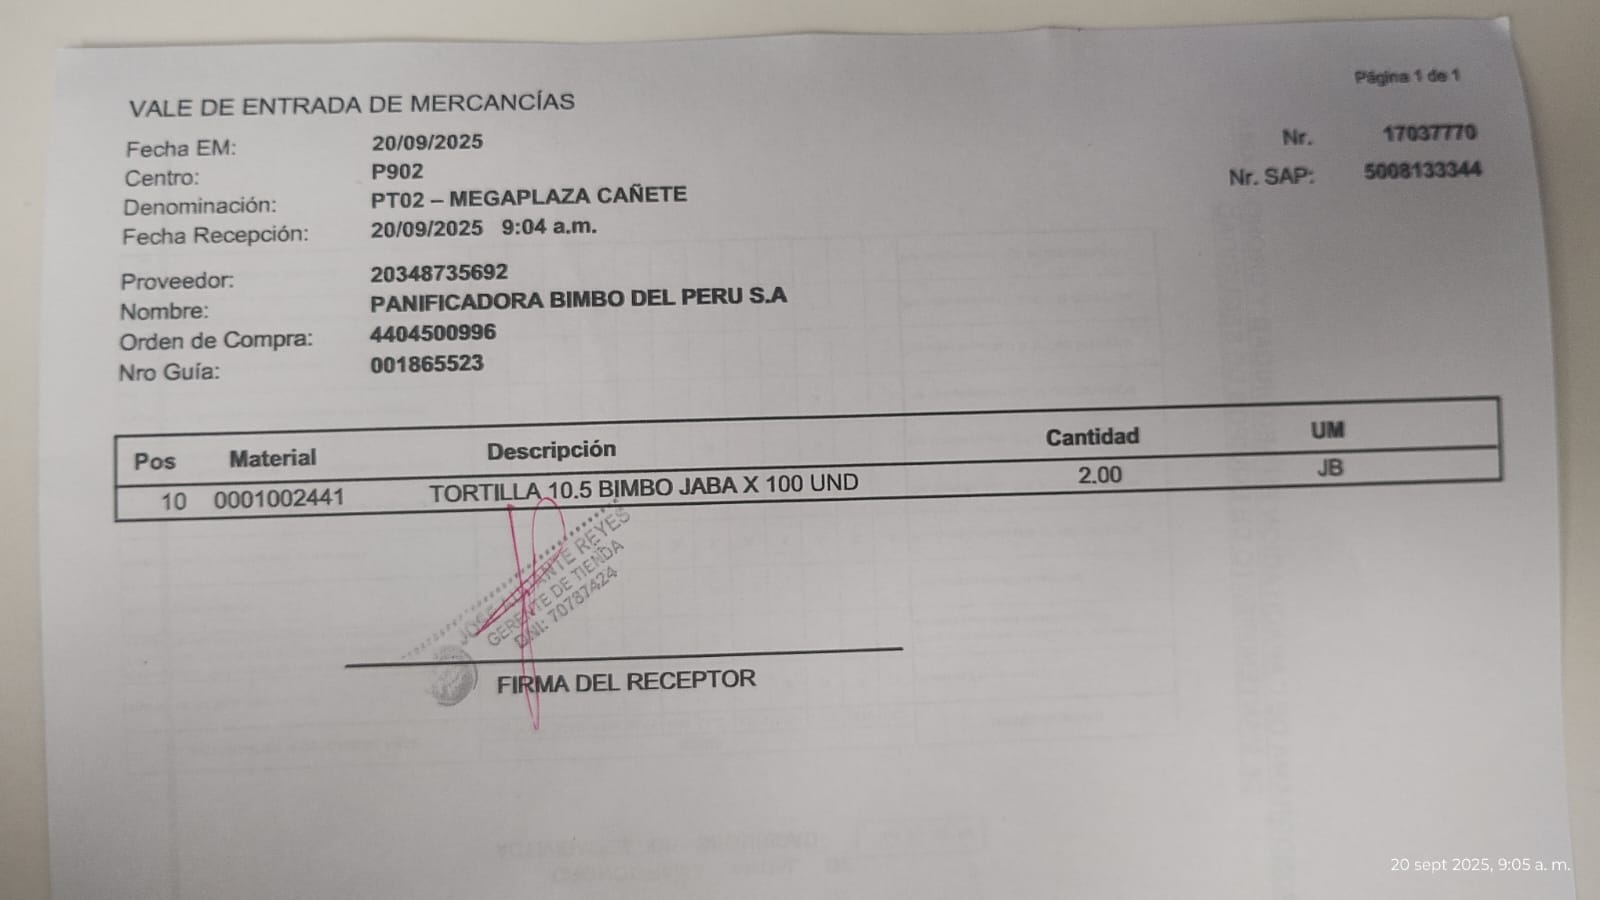 Página 1 de 1
VALE DE ENTRADA DE MERCANCÍAS
Fecha EM: 20/09/2025 Nr. 17037770
Centro: P902 Nr. SAP: 5008133344
Denominación: PT02 – MEGAPLAZA CAÑETE
Fecha Recepción: 20/09/2025 9:04 a.m.
Proveedor: 20348735692
Nombre: PANIFICADORA BIMBO DEL PERU S.A
Orden de Compra: 4404500996
Nro Guía: 001865523
Pos Material Descripción Cantidad UM
10 0001002441 TORTILLA 10.5 BIMBO JABA X 100 UND 2.00 JB
JOSE REYES
GERENTE DE TIENDA
DNI: 70787424
FIRMA DEL RECEPTOR
20 sept 2025, 9:05 a. m.